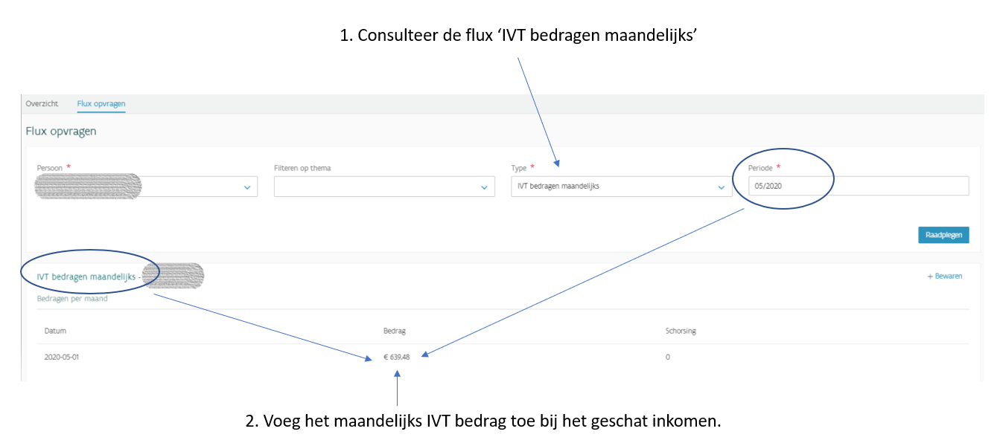 1. Consulteer de flux ‘IVT bedragen maandelijks’
Overzicht Flux opvragen
Flux opvragen
Persoon * Filteren op thema Type * Periode *
IVT bedragen maandelijks 05/2020
Raadplegen
IVT bedragen maandelijks - + Bewaren
Bedragen per maand
Datum Bedrag Schorsing
2020-05-01 € 639,48 0
2. Voeg het maandelijks IVT bedrag toe bij het geschat inkomen.